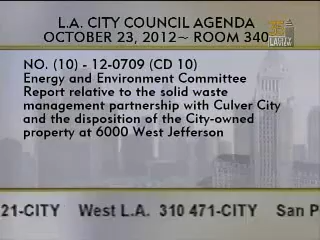 L.A. CITY COUNCIL AGENDA
OCTOBER 23, 2012~ ROOM 340
35
NO. (10) - 12-0709 (CD 10)
Energy and Environment Committee
Report relative to the solid waste
management partnership with Culver City
and the disposition of the City-owned
property at 6000 West Jefferson
21-CITY West L.A. 310 471-CITY San P